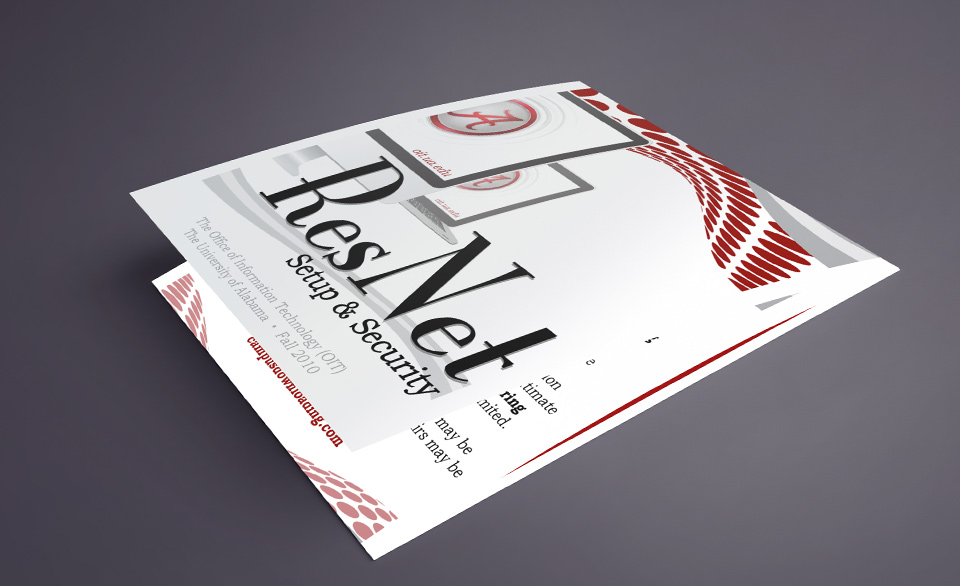 A
oit.ua.edu
oit.ua.edu
ResNet
Setup & Security
The Office of Information Technology (OIT)
The University of Alabama • Fall 2010
campusdownloading.com
f
e
ion
timate
ring
mited.
may be
irs may be